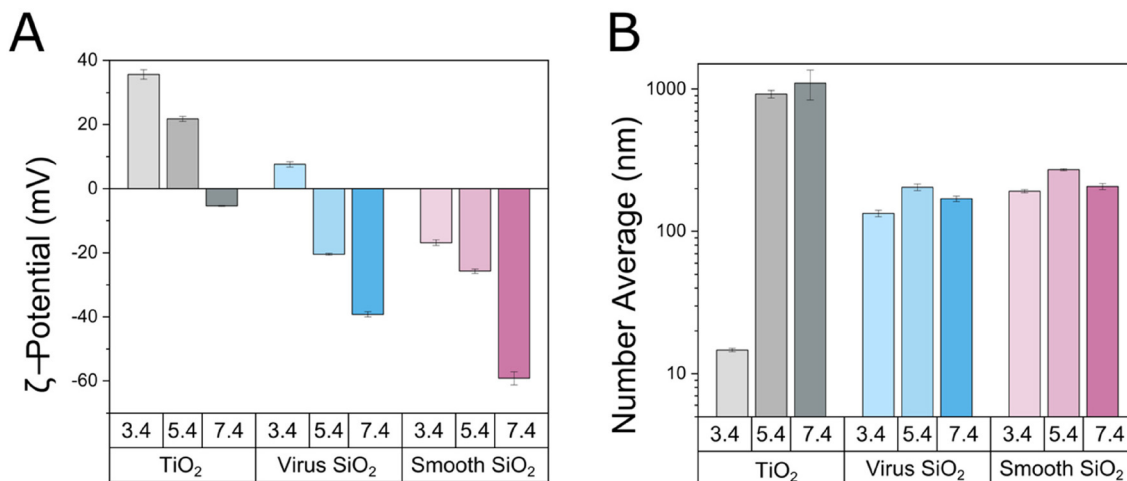 A
ζ–Potential (mV)
40
20
0
-20
-40
-60
3.4 5.4 7.4 3.4 5.4 7.4 3.4 5.4 7.4
TiO₂ Virus SiO₂ Smooth SiO₂
B
Number Average (nm)
1000
100
10
3.4 5.4 7.4 3.4 5.4 7.4 3.4 5.4 7.4
TiO₂ Virus SiO₂ Smooth SiO₂